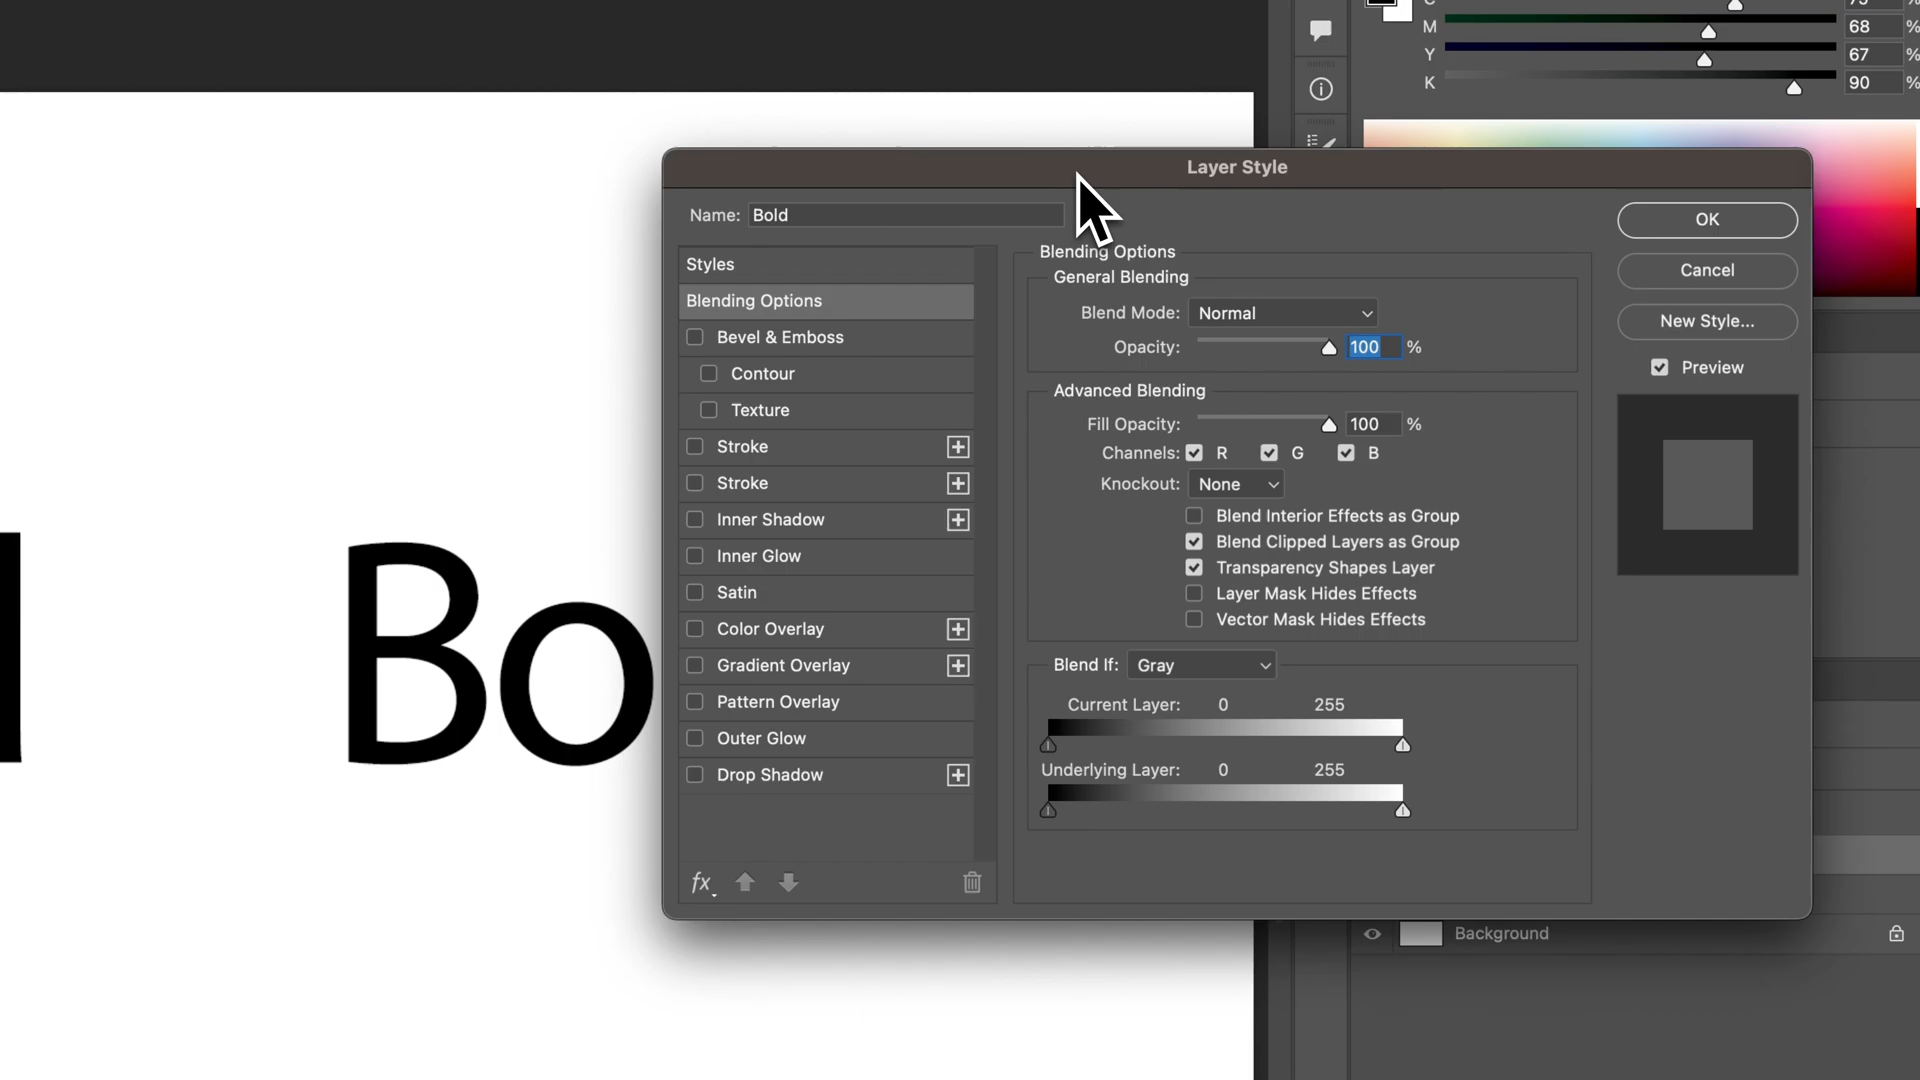 M 68 %
Y 67 %
K 90 %
Layer Style
Name: Bold
OK
Cancel
New Style...
Preview
Styles
Blending Options
Bevel & Emboss
Contour
Texture
Stroke
Stroke
Inner Shadow
Inner Glow
Satin
Color Overlay
Gradient Overlay
Pattern Overlay
Outer Glow
Drop Shadow
fx
Blending Options
General Blending
Blend Mode: Normal
Opacity: 100 %
Advanced Blending
Fill Opacity: 100 %
Channels: R G B
Knockout: None
Blend Interior Effects as Group
Blend Clipped Layers as Group
Transparency Shapes Layer
Layer Mask Hides Effects
Vector Mask Hides Effects
Blend If: Gray
Current Layer: 0 255
Underlying Layer: 0 255
Bo
Background